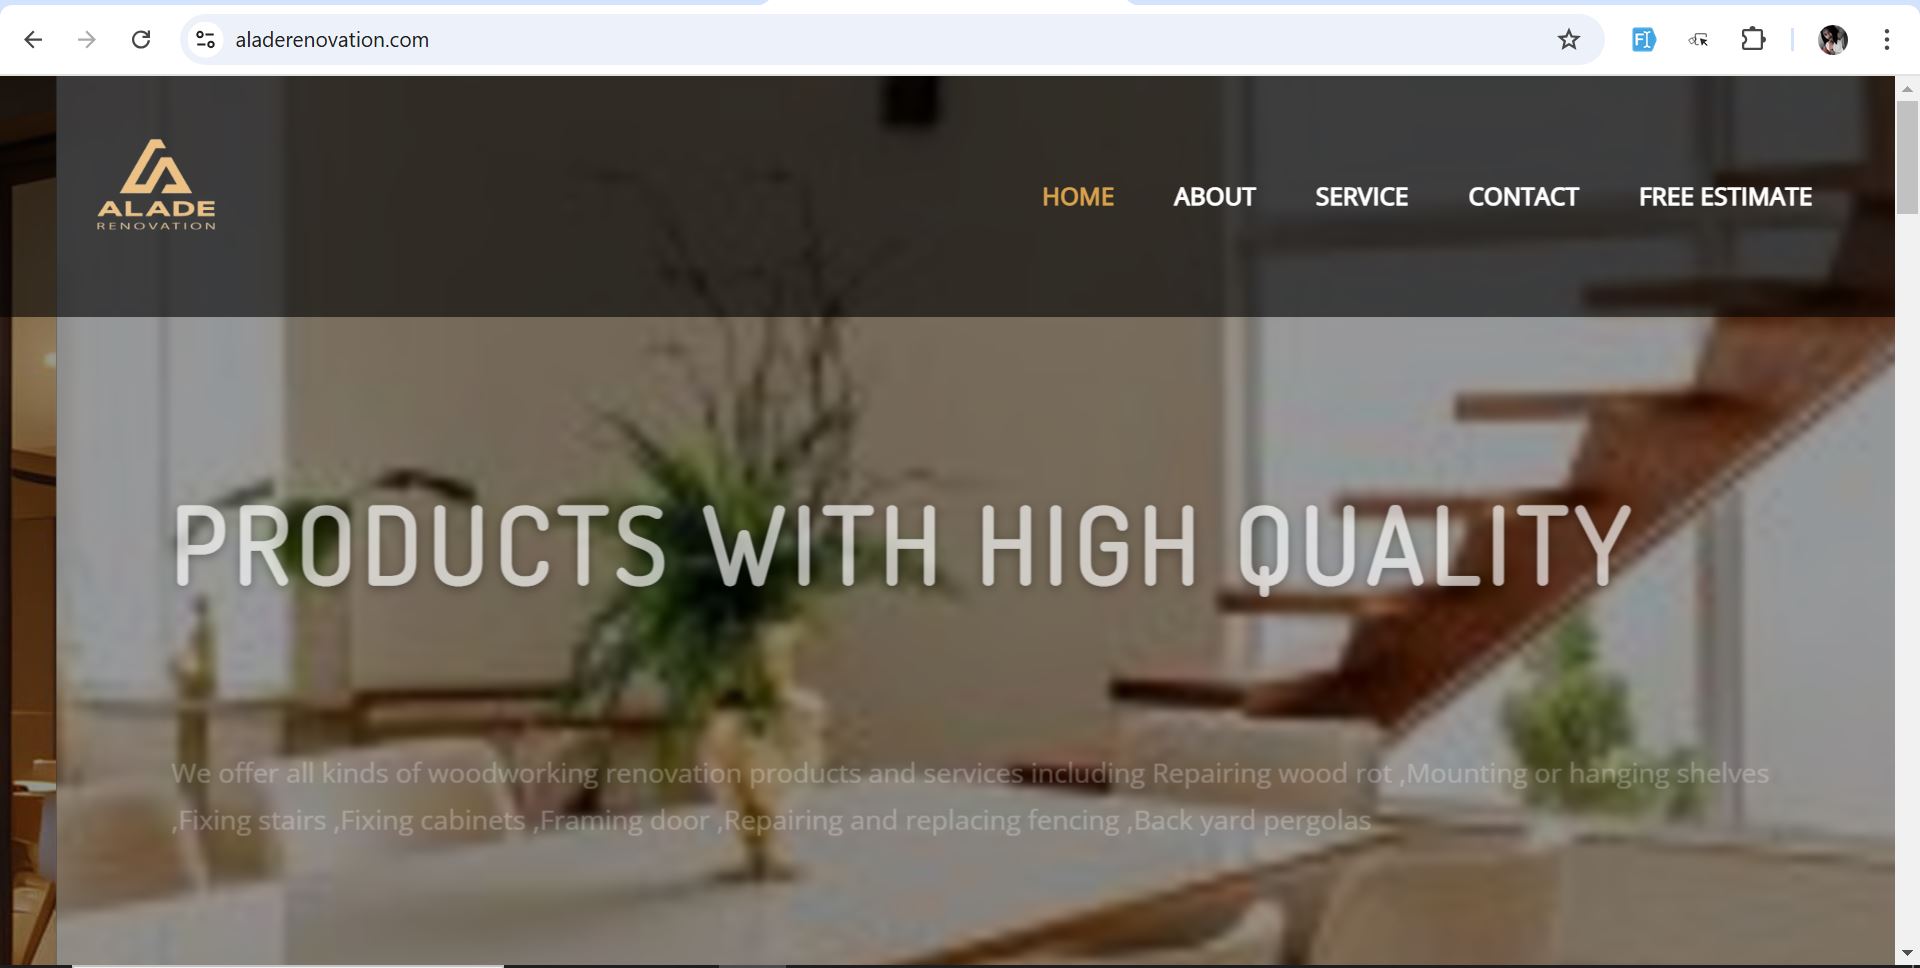 aladerenovation.com
ALADE
RENOVATION
HOME ABOUT SERVICE CONTACT FREE ESTIMATE
PRODUCTS WITH HIGH QUALITY
We offer all kinds of woodworking renovation products and services including Repairing wood rot ,Mounting or hanging shelves
,Fixing stairs ,Fixing cabinets ,Framing door ,Repairing and replacing fencing ,Back yard pergolas